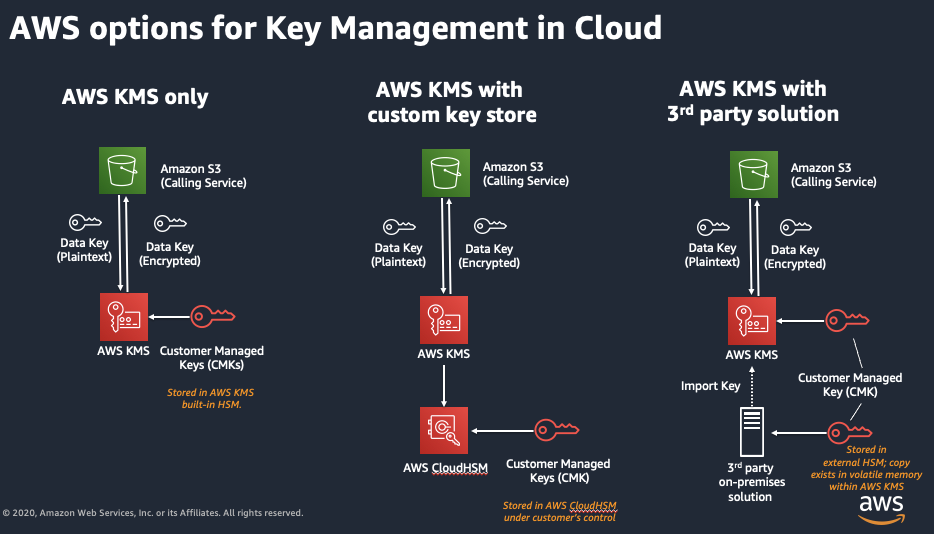 AWS options for Key Management in Cloud
AWS KMS only
Amazon S3
(Calling Service)
Data Key
(Plaintext)
Data Key
(Encrypted)
AWS KMS
Customer Managed
Keys (CMKs)
Stored in AWS KMS
built-in HSM.
AWS KMS with
custom key store
Amazon S3
(Calling Service)
Data Key
(Plaintext)
Data Key
(Encrypted)
AWS KMS
AWS CloudHSM
Customer Managed
Keys (CMK)
Stored in AWS CloudHSM
under customer's control
AWS KMS with
3rd party solution
Amazon S3
(Calling Service)
Data Key
(Plaintext)
Data Key
(Encrypted)
AWS KMS
Import Key
Customer Managed
Key (CMK)
3rd party
on-premises
solution
Stored in
external HSM; copy
exists in volatile memory
within AWS KMS
© 2020, Amazon Web Services, Inc. or its Affiliates. All rights reserved.
aws